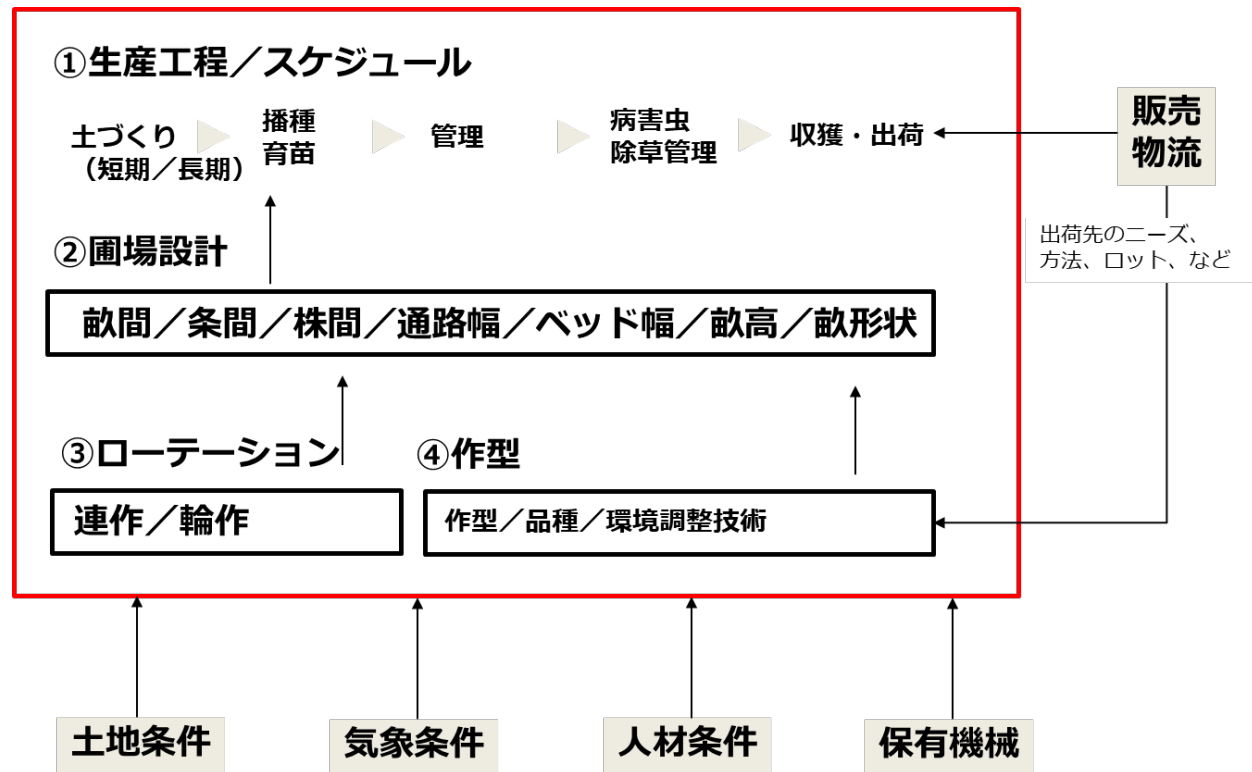 ①生産工程／スケジュール
土づくり
（短期／長期）
播種
育苗
管理
病害虫
除草管理
収獲・出荷
販売
物流
出荷先のニーズ、
方法、ロット、など
②圃場設計
畝間／条間／株間／通路幅／ベッド幅／畝高／畝形状
③ローテーション
連作／輪作
④作型
作型／品種／環境調整技術
土地条件
気象条件
人材条件
保有機械